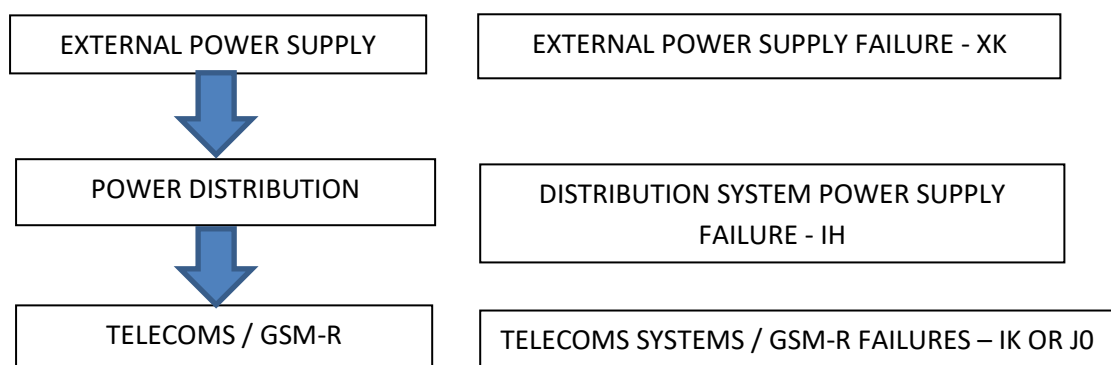 EXTERNAL POWER SUPPLY
EXTERNAL POWER SUPPLY FAILURE - XK
POWER DISTRIBUTION
DISTRIBUTION SYSTEM POWER SUPPLY
FAILURE - IH
TELECOMS / GSM-R
TELECOMS SYSTEMS / GSM-R FAILURES – IK OR J0